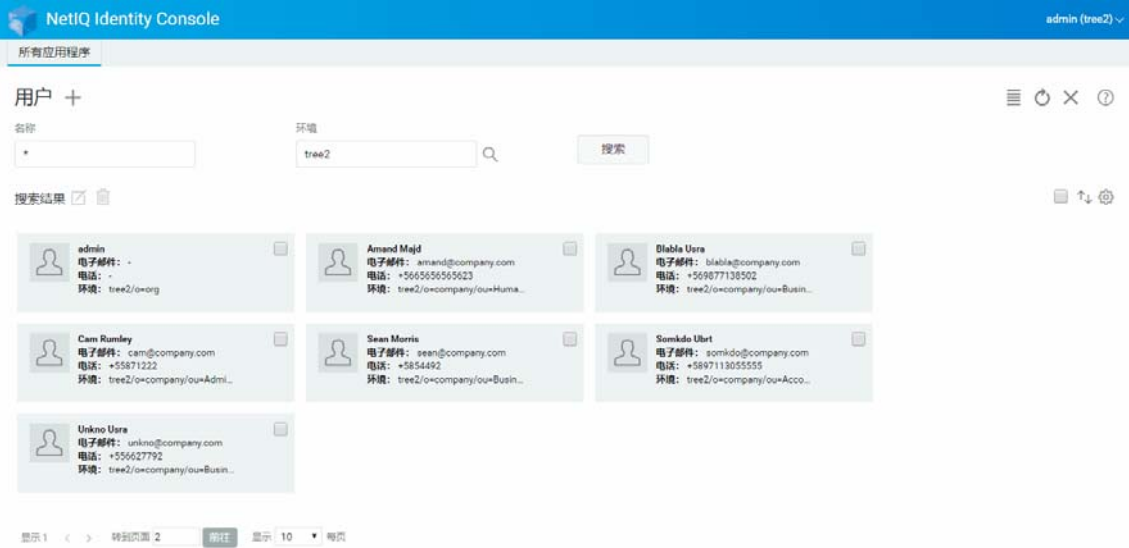 NetIQ Identity Console
admin (tree2)
所有应用程序
用户
名称
环境
*
tree2
搜索
搜索结果
admin
电子邮件: -
电话: -
环境: tree2/o=org
Amand Majd
电子邮件: amand@company.com
电话: +5665656565623
环境: tree2/o=company/ou=Huma...
Blabla Usra
电子邮件: blabla@company.com
电话: +569877138502
环境: tree2/o=company/ou=Busin...
Cam Rumley
电子邮件: cam@company.com
电话: +55871222
环境: tree2/o=company/ou=Admi...
Sean Morris
电子邮件: sean@company.com
电话: +5854492
环境: tree2/o=company/ou=Busin...
Somkdo Ubrt
电子邮件: somkdo@company.com
电话: +5897113055555
环境: tree2/o=company/ou=Acco...
Unkno Usra
电子邮件: unkno@company.com
电话: +556627792
环境: tree2/o=company/ou=Busin...
显示 1 < > 转到页面 2 前往 显示 10 每页